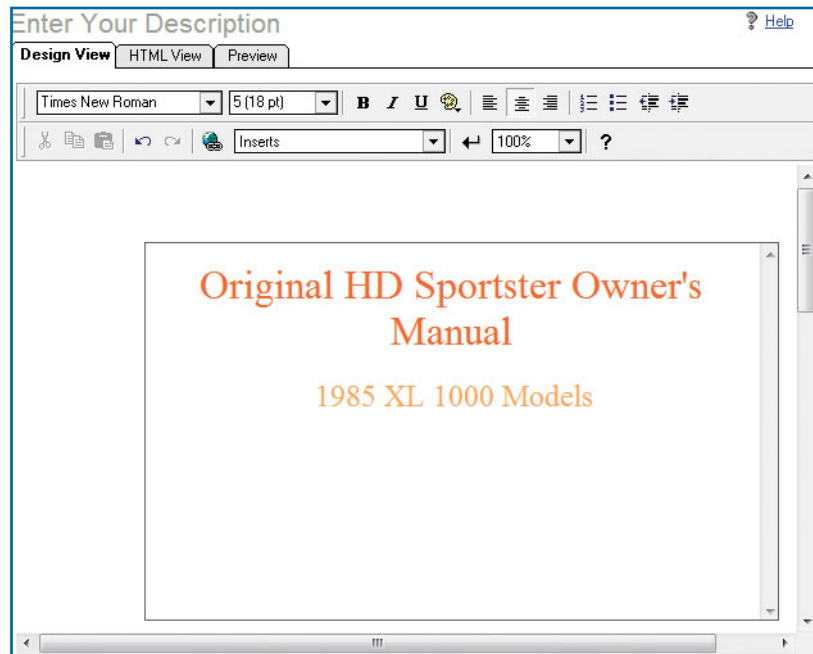 Enter Your Description
Help
Design View HTML View Preview
Times New Roman 5 (18 pt) B I U
Inserts 100% ?
Original HD Sportster Owner's
Manual
1985 XL 1000 Models